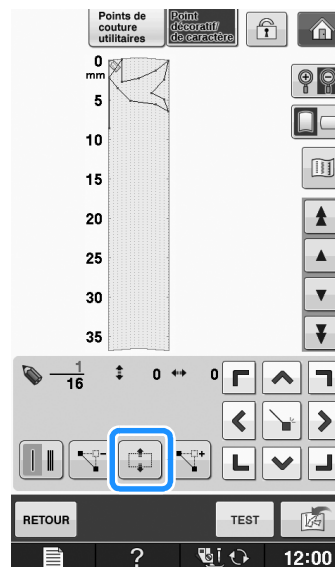 Points de
couture
utilitaires
Point
décoratif/
de caractère
0
mm
5
10
15
20
25
30
35
1
16
0
0
RETOUR
TEST
?
12:00